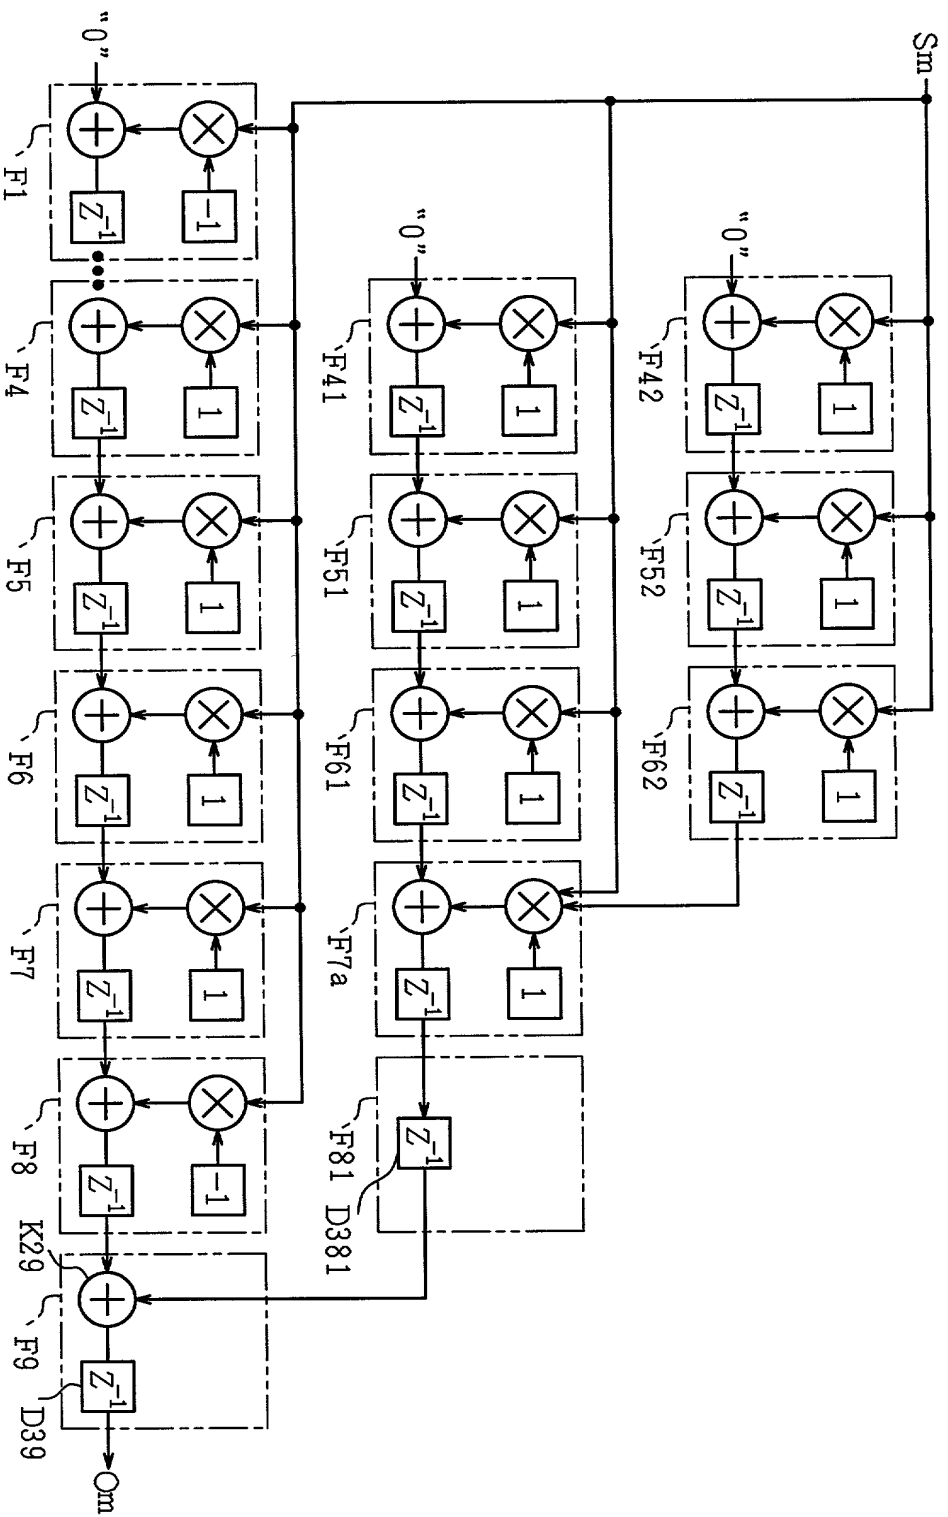 Sm
1 1 1
"0" Z⁻¹ Z⁻¹ Z⁻¹
F42 F52 F62
1 1 1 1
"0" Z⁻¹ Z⁻¹ Z⁻¹ Z⁻¹ Z⁻¹
F41 F51 F61 F7a F81 D381
-1 1 1 1 1 -1
"0" Z⁻¹ ••• Z⁻¹ Z⁻¹ Z⁻¹ Z⁻¹ Z⁻¹ Z⁻¹ Om
F1 F4 F5 F6 F7 F8 K29 F9 D39